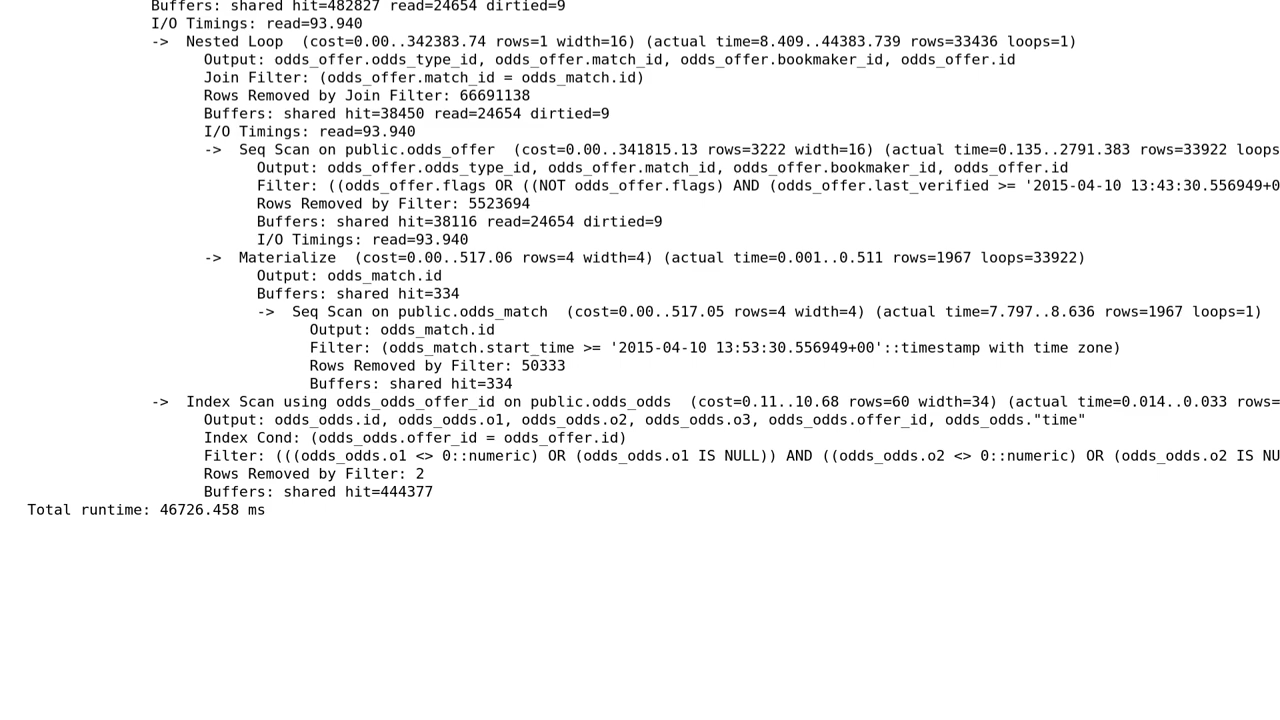 Buffers: shared hit=482827 read=24654 dirtied=9
I/O Timings: read=93.940
->  Nested Loop  (cost=0.00..342383.74 rows=1 width=16) (actual time=8.409..44383.739 rows=33436 loops=1)
Output: odds_offer.odds_type_id, odds_offer.match_id, odds_offer.bookmaker_id, odds_offer.id
Join Filter: (odds_offer.match_id = odds_match.id)
Rows Removed by Join Filter: 66691138
Buffers: shared hit=38450 read=24654 dirtied=9
I/O Timings: read=93.940
->  Seq Scan on public.odds_offer  (cost=0.00..341815.13 rows=3222 width=16) (actual time=0.135..2791.383 rows=33922 loops
Output: odds_offer.odds_type_id, odds_offer.match_id, odds_offer.bookmaker_id, odds_offer.id
Filter: ((odds_offer.flags OR ((NOT odds_offer.flags) AND (odds_offer.last_verified >= '2015-04-10 13:43:30.556949+0
Rows Removed by Filter: 5523694
Buffers: shared hit=38116 read=24654 dirtied=9
I/O Timings: read=93.940
->  Materialize  (cost=0.00..517.06 rows=4 width=4) (actual time=0.001..0.511 rows=1967 loops=33922)
Output: odds_match.id
Buffers: shared hit=334
->  Seq Scan on public.odds_match  (cost=0.00..517.05 rows=4 width=4) (actual time=7.797..8.636 rows=1967 loops=1)
Output: odds_match.id
Filter: (odds_match.start_time >= '2015-04-10 13:53:30.556949+00'::timestamp with time zone)
Rows Removed by Filter: 50333
Buffers: shared hit=334
->  Index Scan using odds_odds_offer_id on public.odds_odds  (cost=0.11..10.68 rows=60 width=34) (actual time=0.014..0.033 rows=
Output: odds_odds.id, odds_odds.o1, odds_odds.o2, odds_odds.o3, odds_odds.offer_id, odds_odds."time"
Index Cond: (odds_odds.offer_id = odds_offer.id)
Filter: (((odds_odds.o1 <> 0::numeric) OR (odds_odds.o1 IS NULL)) AND ((odds_odds.o2 <> 0::numeric) OR (odds_odds.o2 IS NU
Rows Removed by Filter: 2
Buffers: shared hit=444377
Total runtime: 46726.458 ms